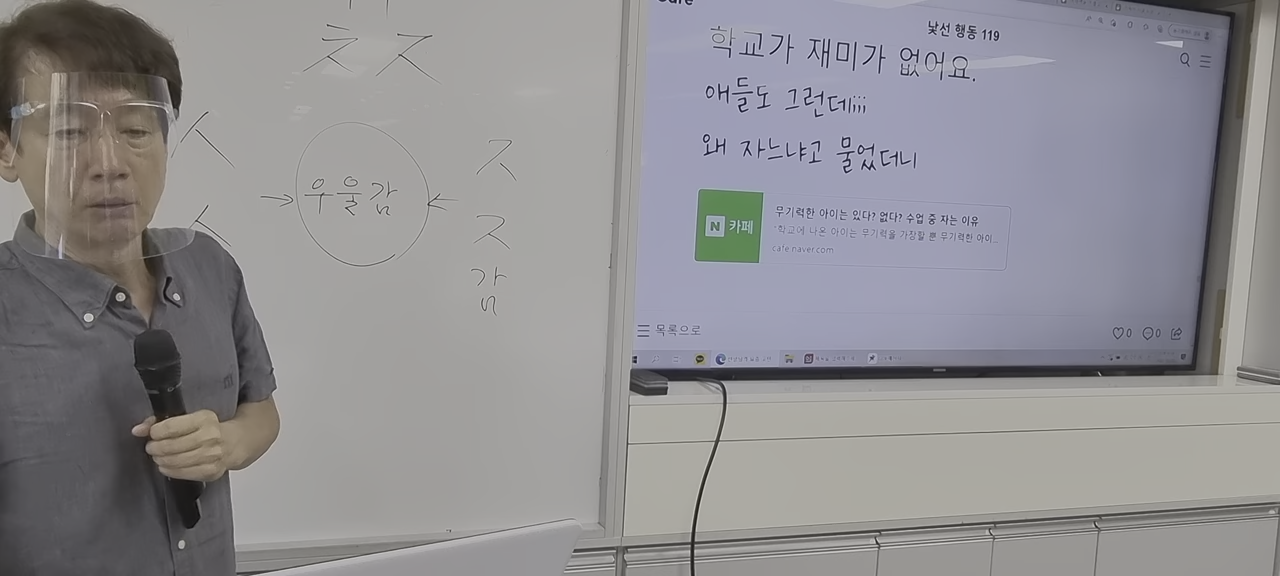 ㅊ ㅈ
ㅅ
ㅅ
우울감
ㅈ
ㅈ
감
낯선 행동 119
학교가 재미가 없어요.
애들도 그런데;;;
왜 자느냐고 물었더니
N 카페
무기력한 아이는 있다? 없다? 수업 중 자는 이유
"학교에 나온 아이는 무기력을 가장할 뿐 무기력한 아이...
cafe.naver.com
목록으로
0 0